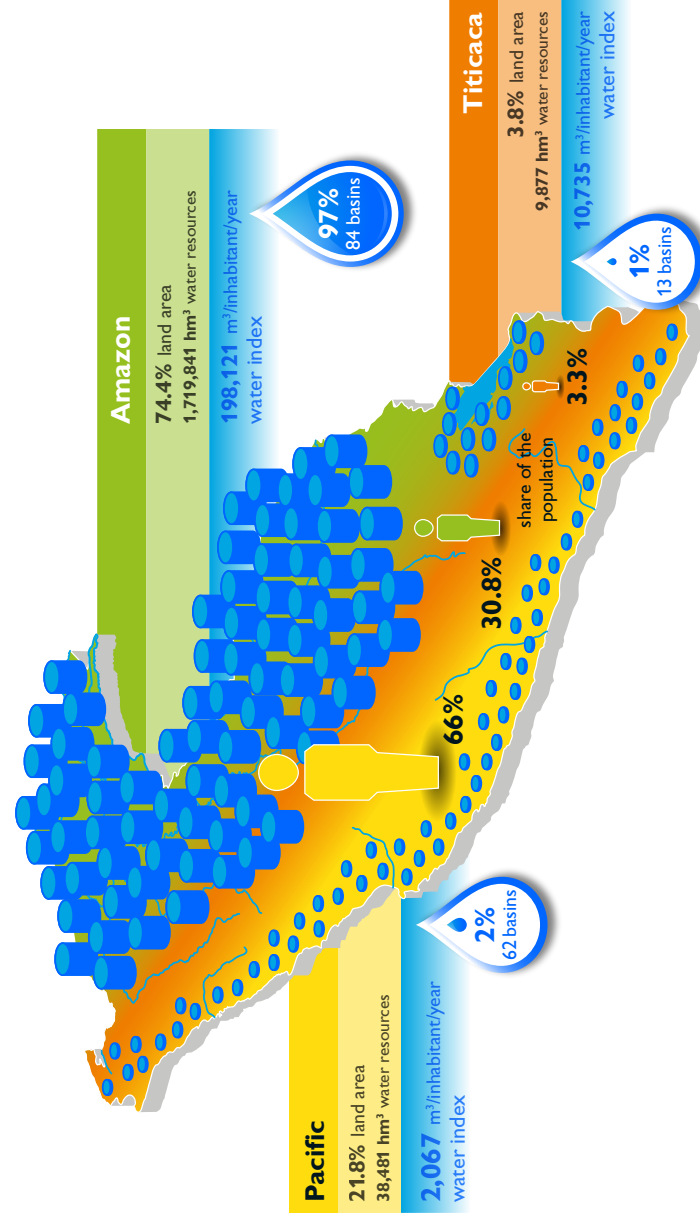 Amazon
74.4% land area
1,719,841 hm³ water resources
198,121 m³/inhabitant/year
water index
97%
84 basins
Titicaca
3.8% land area
9,877 hm³ water resources
10,735 m³/inhabitant/year
water index
1%
13 basins
Pacific
21.8% land area
38,481 hm³ water resources
2,067 m³/inhabitant/year
water index
2%
62 basins
66%
30.8%
share of the
population
3.3%